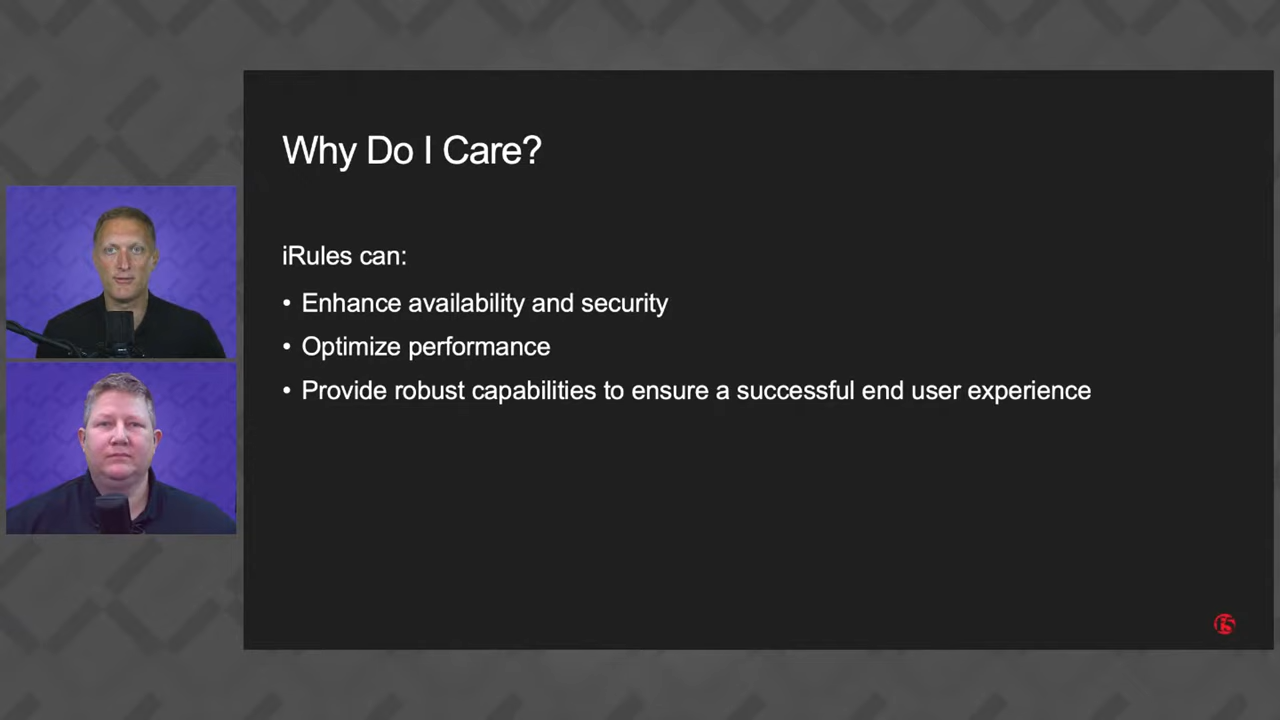 Why Do I Care?
iRules can:
• Enhance availability and security
• Optimize performance
• Provide robust capabilities to ensure a successful end user experience
f5